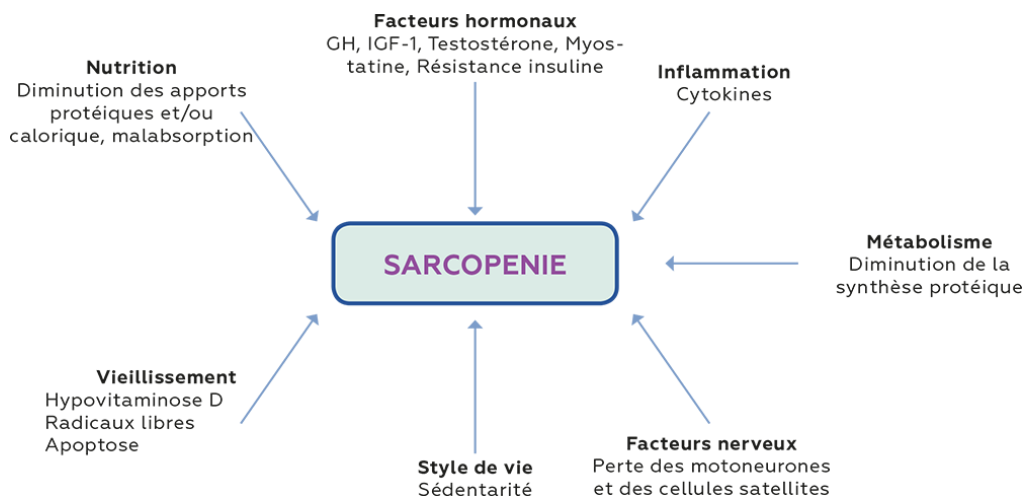 Facteurs hormonaux
GH, IGF-1, Testostérone, Myos-
tatine, Résistance insuline
Nutrition
Diminution des apports
protéiques et/ou
calorique, malabsorption
Inflammation
Cytokines
SARCOPENIE
Métabolisme
Diminution de la
synthèse protéique
Vieillissement
Hypovitaminose D
Radicaux libres
Apoptose
Style de vie
Sédentarité
Facteurs nerveux
Perte des motoneurones
et des cellules satellites